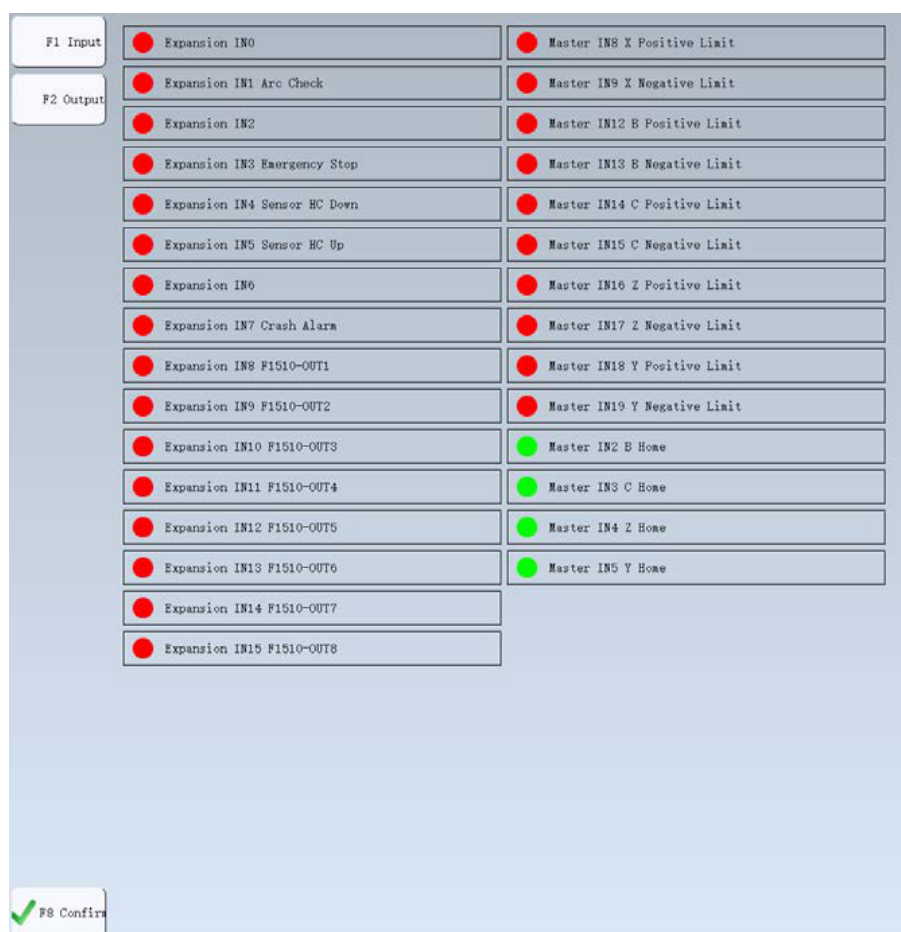 F1 Input
F2 Output
Expansion IN0
Expansion IN1 Arc Check
Expansion IN2
Expansion IN3 Emergency Stop
Expansion IN4 Sensor HC Down
Expansion IN5 Sensor HC Up
Expansion IN6
Expansion IN7 Crash Alarm
Expansion IN8 F1510-OUT1
Expansion IN9 F1510-OUT2
Expansion IN10 F1510-OUT3
Expansion IN11 F1510-OUT4
Expansion IN12 F1510-OUT5
Expansion IN13 F1510-OUT6
Expansion IN14 F1510-OUT7
Expansion IN15 F1510-OUT8
Master IN8 X Positive Limit
Master IN9 X Negative Limit
Master IN12 B Positive Limit
Master IN13 B Negative Limit
Master IN14 C Positive Limit
Master IN15 C Negative Limit
Master IN16 Z Positive Limit
Master IN17 Z Negative Limit
Master IN18 Y Positive Limit
Master IN19 Y Negative Limit
Master IN2 B Home
Master IN3 C Home
Master IN4 Z Home
Master IN5 Y Home
F8 Confirm